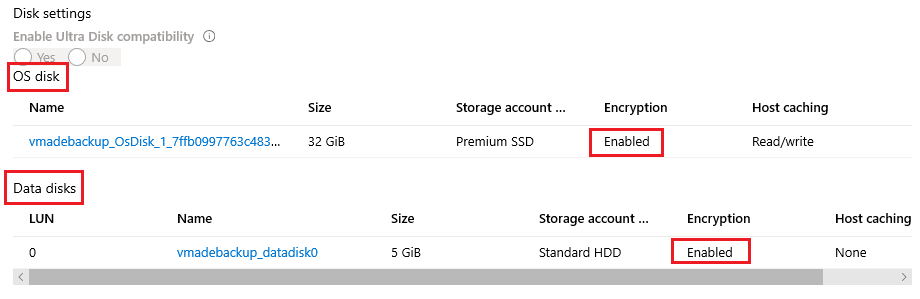 Disk settings
Enable Ultra Disk compatibility
Yes No
OS disk
Name Size Storage account ... Encryption Host caching
vmadebackup_OsDisk_1_7ffb0997763c483... 32 GiB Premium SSD Enabled Read/write
Data disks
LUN Name Size Storage account ... Encryption Host caching
0 vmadebackup_datadisk0 5 GiB Standard HDD Enabled None